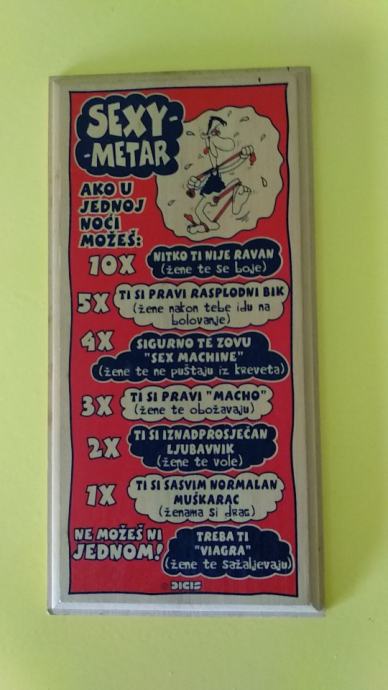 SEXY-
-METAR
AKO U
JEDNOJ
NOĆI
MOŽEŠ:
10X
NITKO TI NIJE RAVAN
(žene te se boje)
5X
TI SI PRAVI RASPLODNI BIK
(žene nakon tebe idu na
bolovanje)
4X
SIGURNO TE ZOVU
"SEX MACHINE"
(žene te ne puštaju iz kreveta)
3X
TI SI PRAVI "MACHO"
(žene te obožavaju)
2X
TI SI IZNADPROSJEČAN
LJUBAVNIK
(žene te vole)
1X
TI SI SASVIM NORMALAN
MUŠKARAC
(ženama si drag)
NE MOŽEŠ NI
JEDNOM!
TREBA TI
"VIAGRA"
(žene te sažaljevaju)